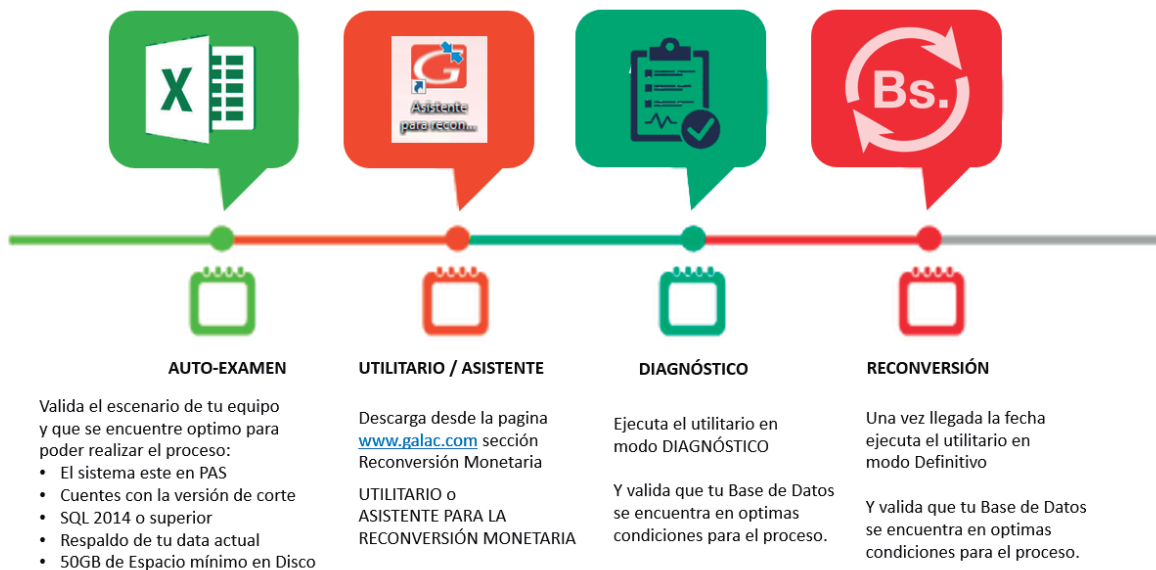 X
G
Asistente
para recon...
Bs.
AUTO-EXAMEN
Valida el escenario de tu equipo
y que se encuentre optimo para
poder realizar el proceso:
• El sistema este en PAS
• Cuentes con la versión de corte
• SQL 2014 o superior
• Respaldo de tu data actual
• 50GB de Espacio mínimo en Disco
UTILITARIO / ASISTENTE
Descarga desde la pagina
www.galac.com sección
Reconversión Monetaria
UTILITARIO o
ASISTENTE PARA LA
RECONVERSIÓN MONETARIA
DIAGNÓSTICO
Ejecuta el utilitario en
modo DIAGNÓSTICO
Y valida que tu Base de Datos
se encuentra en optimas
condiciones para el proceso.
RECONVERSIÓN
Una vez llegada la fecha
ejecuta el utilitario en
modo Definitivo
Y valida que tu Base de Datos
se encuentra en optimas
condiciones para el proceso.